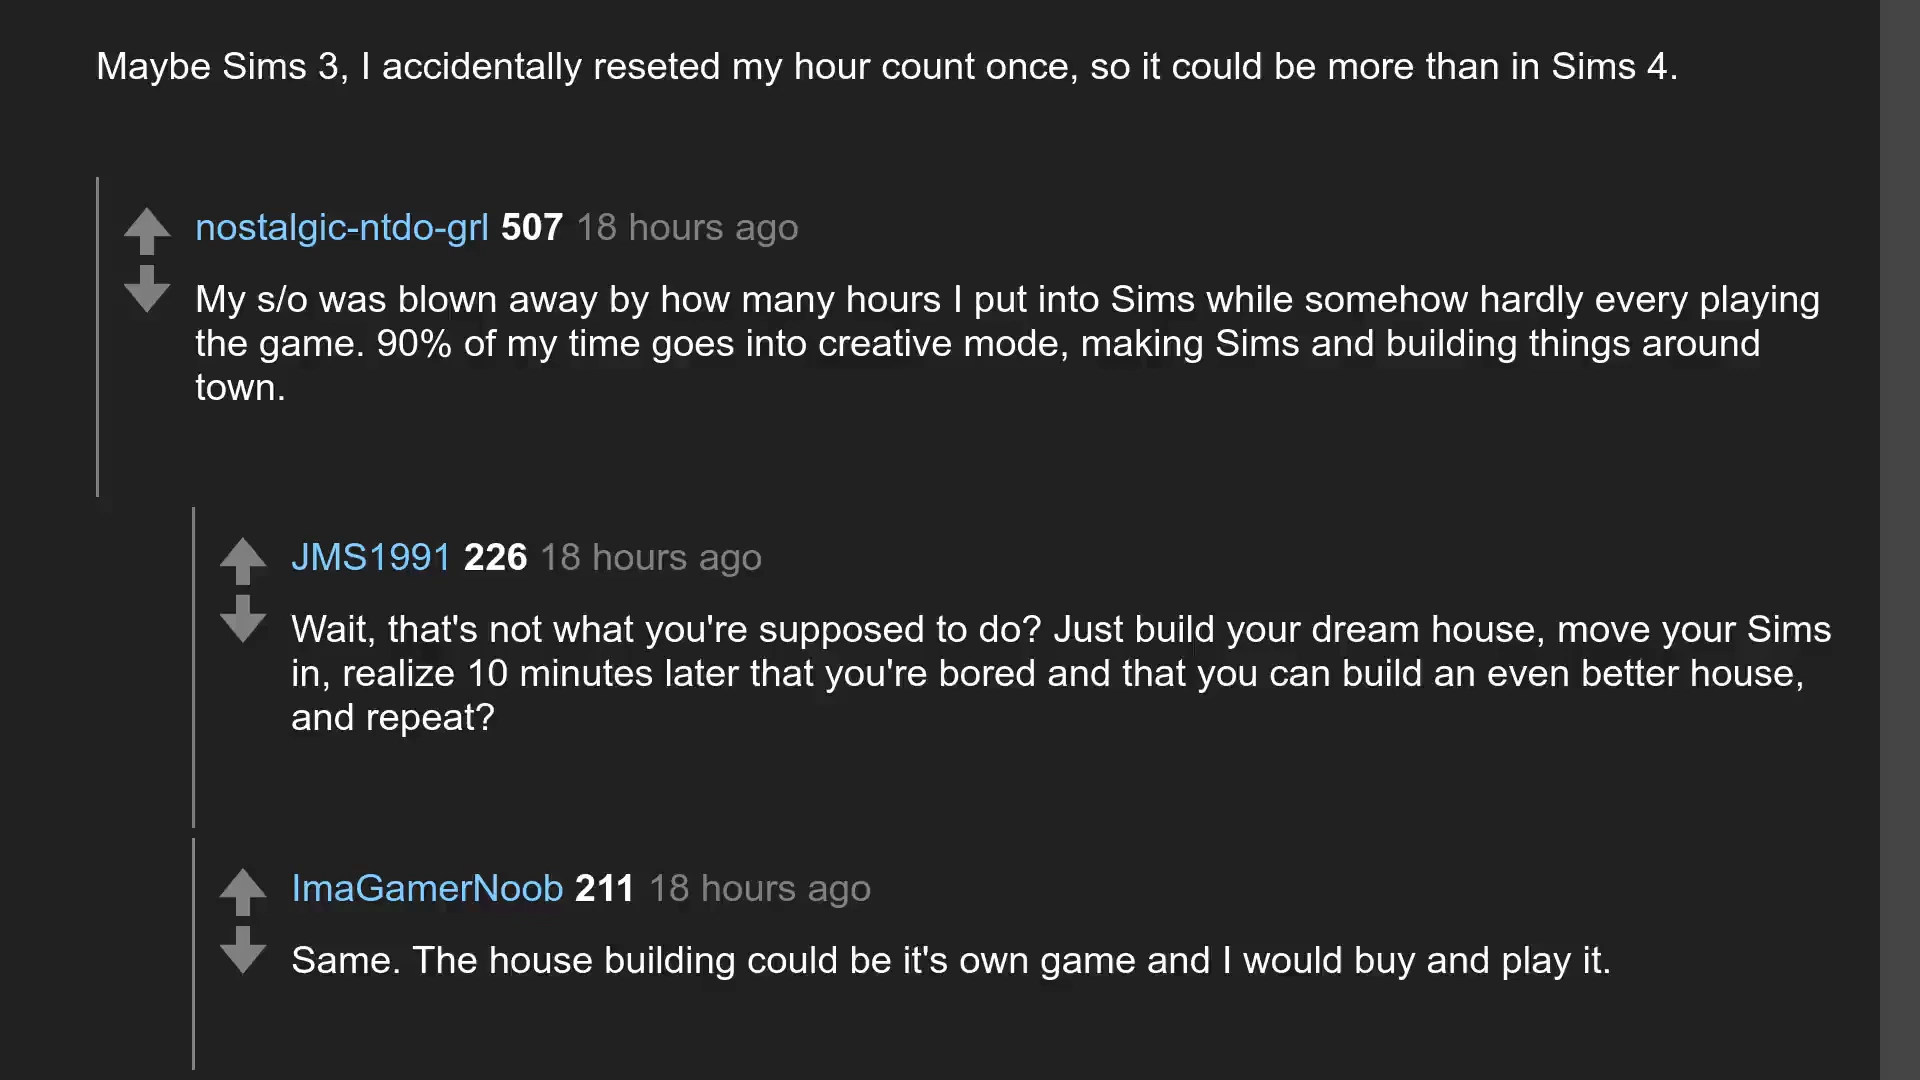 Maybe Sims 3, I accidentally reseted my hour count once, so it could be more than in Sims 4.
nostalgic-ntdo-grl 507 18 hours ago
My s/o was blown away by how many hours I put into Sims while somehow hardly every playing
the game. 90% of my time goes into creative mode, making Sims and building things around
town.
JMS1991 226 18 hours ago
Wait, that's not what you're supposed to do? Just build your dream house, move your Sims
in, realize 10 minutes later that you're bored and that you can build an even better house,
and repeat?
ImaGamerNoob 211 18 hours ago
Same. The house building could be it's own game and I would buy and play it.